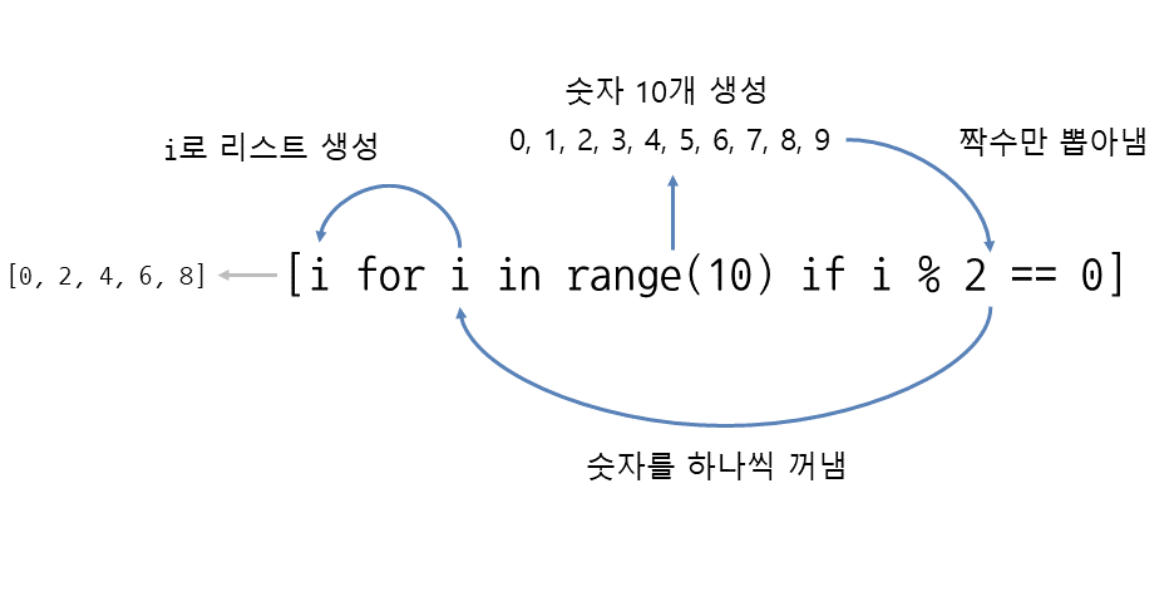 숫자 10개 생성
i로 리스트 생성
0, 1, 2, 3, 4, 5, 6, 7, 8, 9
짝수만 뽑아냄
[0, 2, 4, 6, 8]
[i for i in range(10) if i % 2 == 0]
숫자를 하나씩 꺼냄